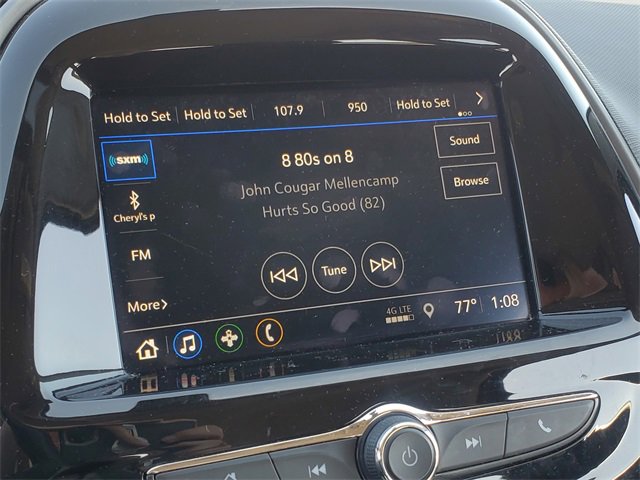 Hold to Set Hold to Set 107.9 950 Hold to Set
sxm
8 80s on 8
Sound
John Cougar Mellencamp
Browse
Cheryl's p
Hurts So Good (82)
FM
Tune
More
4G LTE
77° 1:08